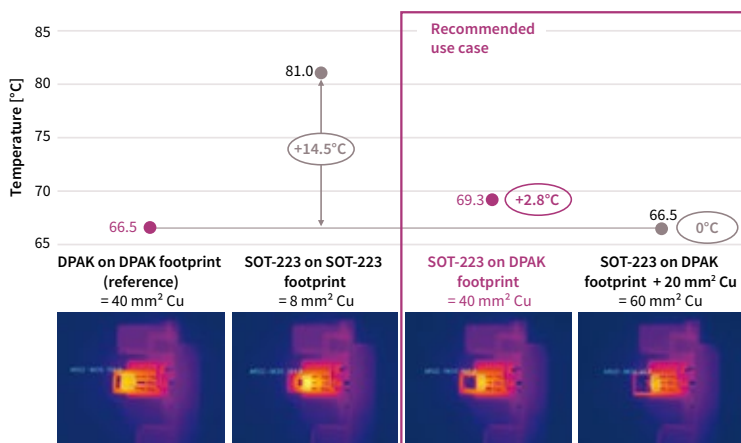 Recommended
use case
Temperature [°C]
85
80
75
70
65
81.0
+14.5°C
66.5
69.3
+2.8°C
66.5
0°C
DPAK on DPAK footprint
(reference)
= 40 mm² Cu
SOT-223 on SOT-223
footprint
= 8 mm² Cu
SOT-223 on DPAK
footprint
= 40 mm² Cu
SOT-223 on DPAK
footprint + 20 mm² Cu
= 60 mm² Cu